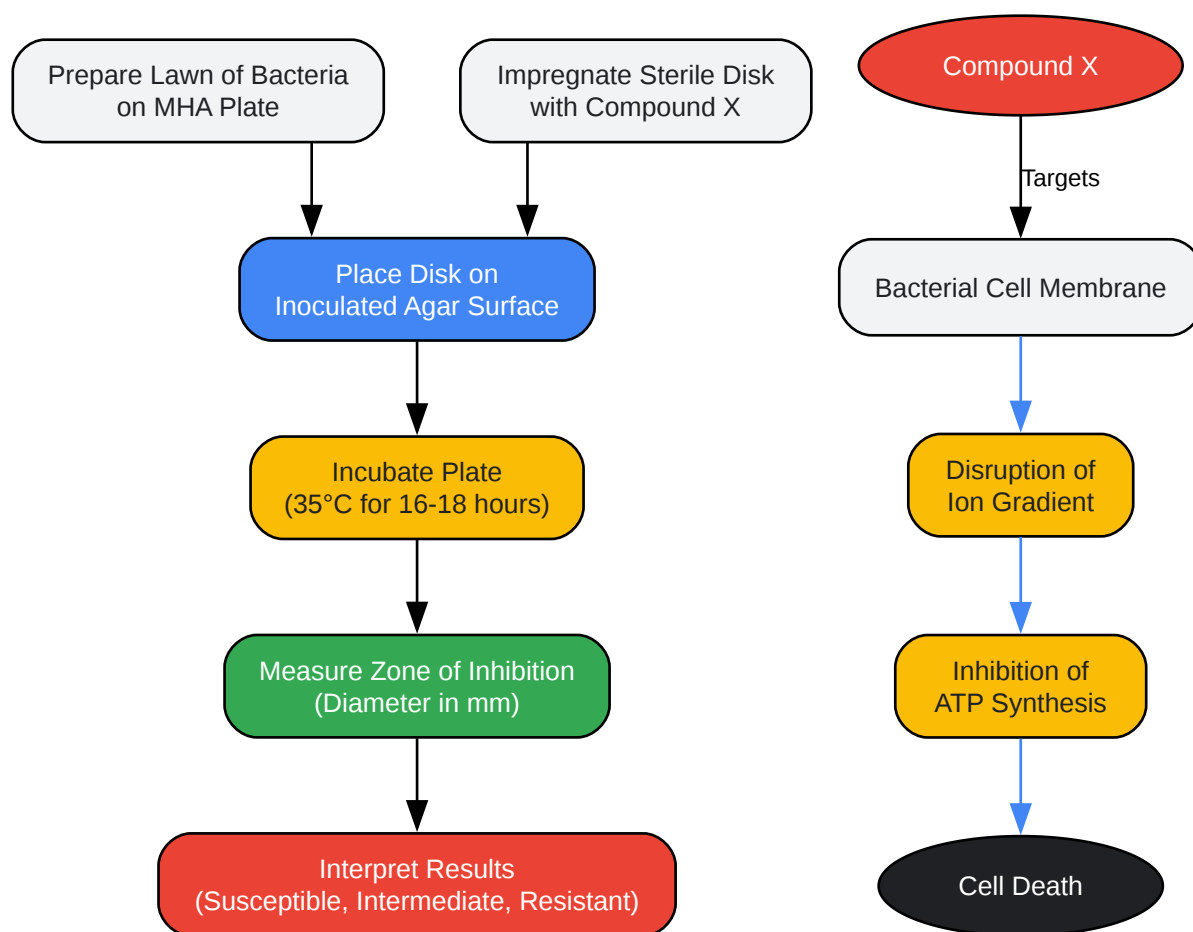 Prepare Lawn of Bacteria
on MHA Plate
Impregnate Sterile Disk
with Compound X
Place Disk on
Inoculated Agar Surface
Incubate Plate
(35°C for 16-18 hours)
Measure Zone of Inhibition
(Diameter in mm)
Interpret Results
(Susceptible, Intermediate, Resistant)
Compound X
Targets
Bacterial Cell Membrane
Disruption of
Ion Gradient
Inhibition of
ATP Synthesis
Cell Death